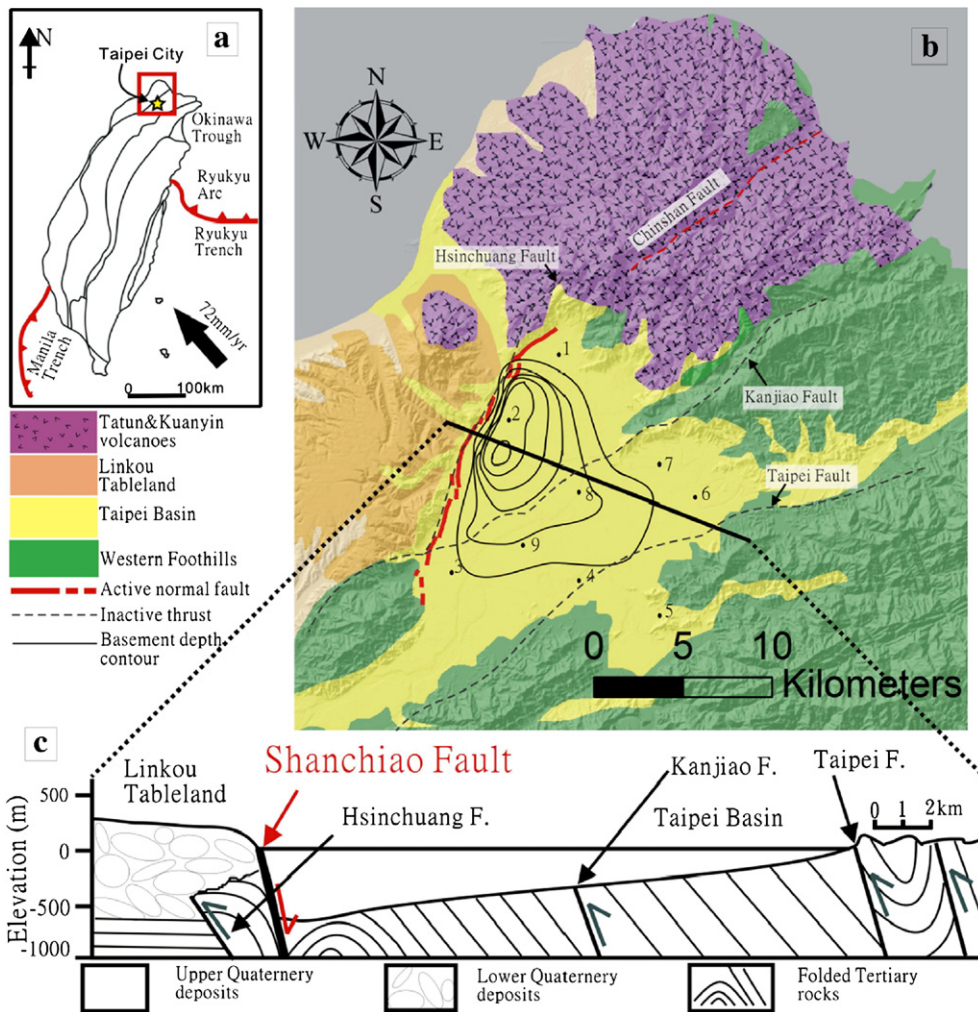 a
N
Taipei City
Okinawa
Trough
Ryukyu
Arc
Ryukyu
Trench
72mm/yr
Manila
Trench
0 100km
Tatun&Kuanyin
volcanoes
Linkou
Tableland
Taipei Basin
Western Foothills
Active normal fault
Inactive thrust
Basement depth
contour
b
N
W E
S
Chinshan Fault
Hsinchuang Fault
Kanjiao Fault
Taipei Fault
1
2
7
8
6
9
3
4
5
0 5 10
Kilometers
c
Shanchiao Fault
Linkou
Tableland
Hsinchuang F.
Kanjiao F.
Taipei F.
Taipei Basin
0 1 2km
Elevation (m)
500
0
-500
-1000
Upper Quaternery
deposits
Lower Quaternery
deposits
Folded Tertiary
rocks